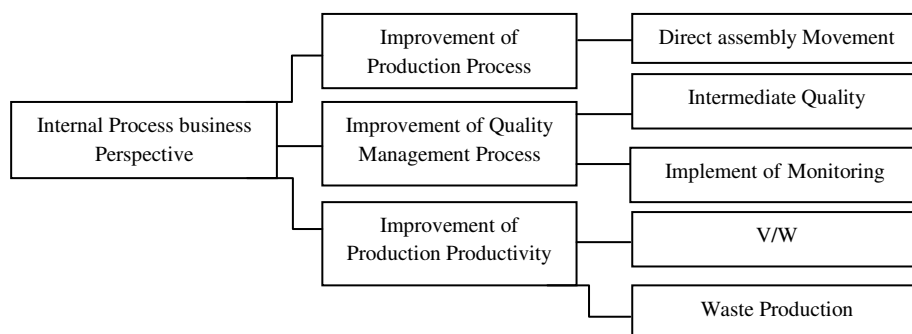 Internal Process business
Perspective
Improvement of
Production Process
Direct assembly Movement
Improvement of Quality
Management Process
Intermediate Quality
Implement of Monitoring
Improvement of
Production Productivity
V/W
Waste Production